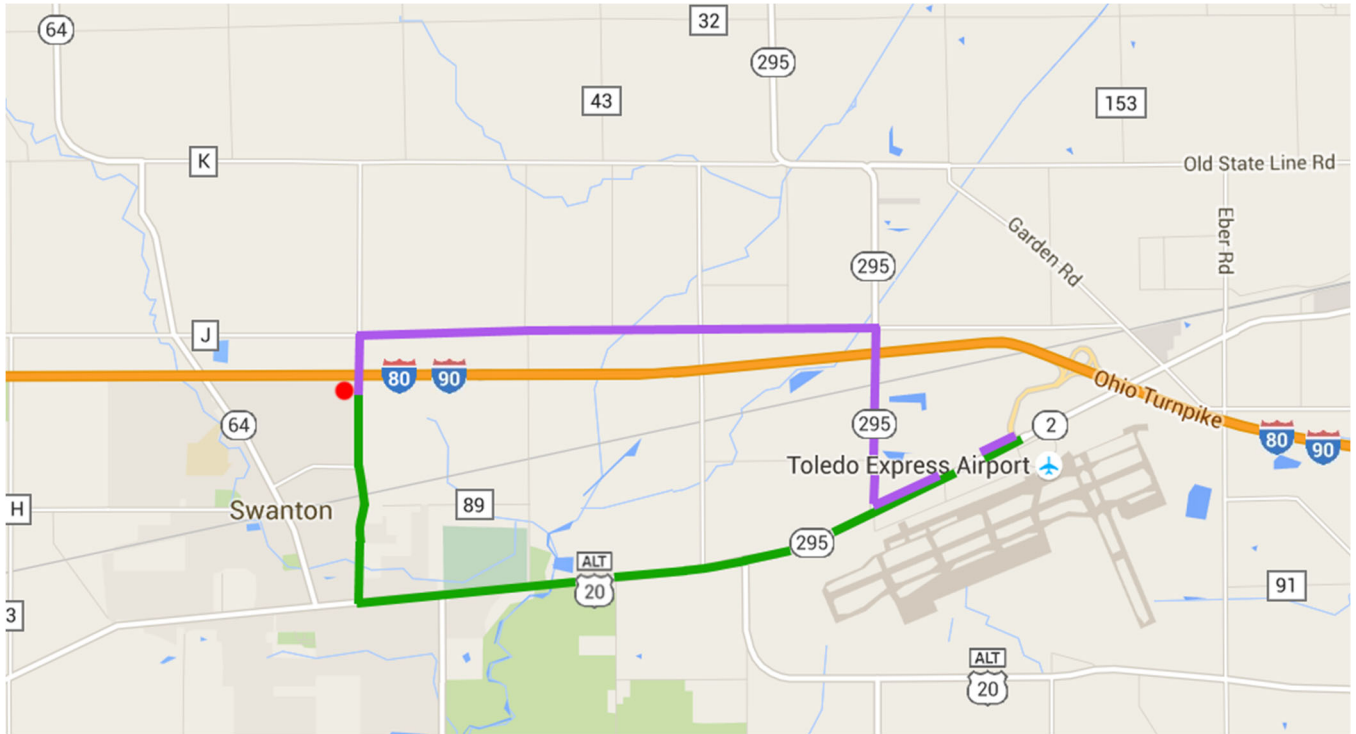 64
32
295
43
153
K
Old State Line Rd
Garden Rd
Eber Rd
295
J
80
90
Ohio Turnpike
64
295
2
80
90
Toledo Express Airport
H
Swanton
89
295
ALT
20
91
3
ALT
20